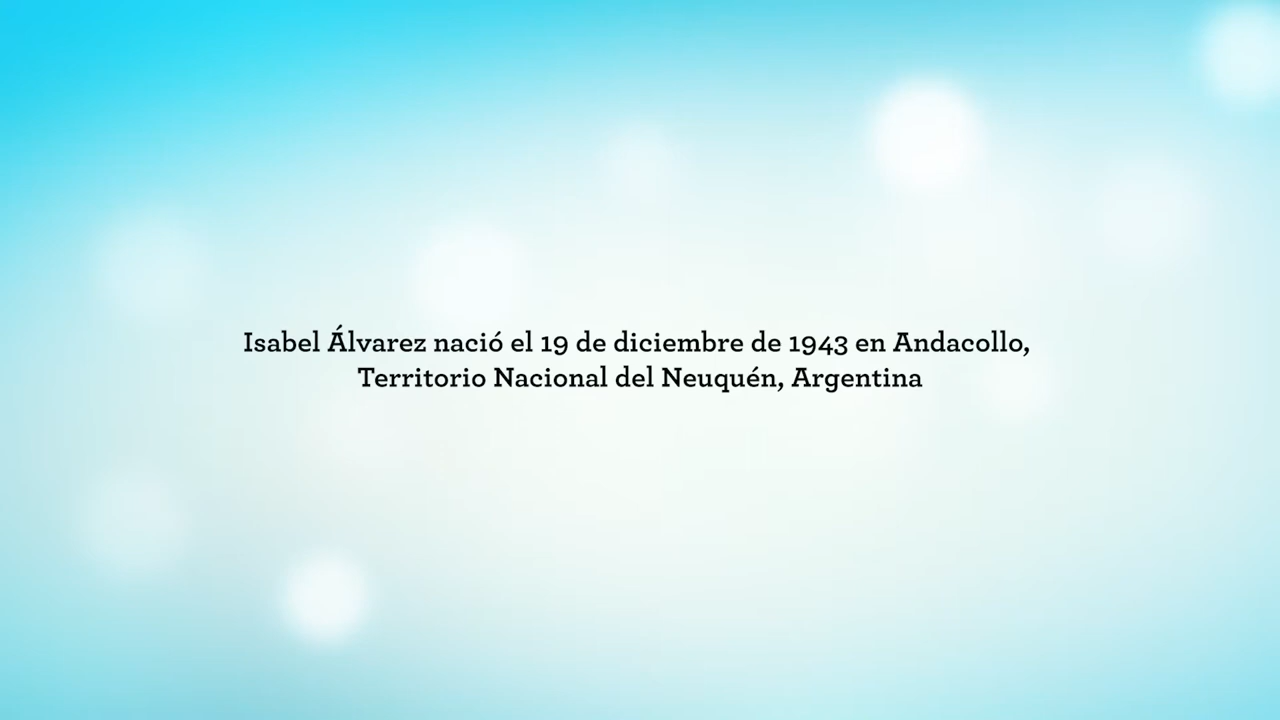 Isabel Álvarez nació el 19 de diciembre de 1943 en Andacollo,
Territorio Nacional del Neuquén, Argentina